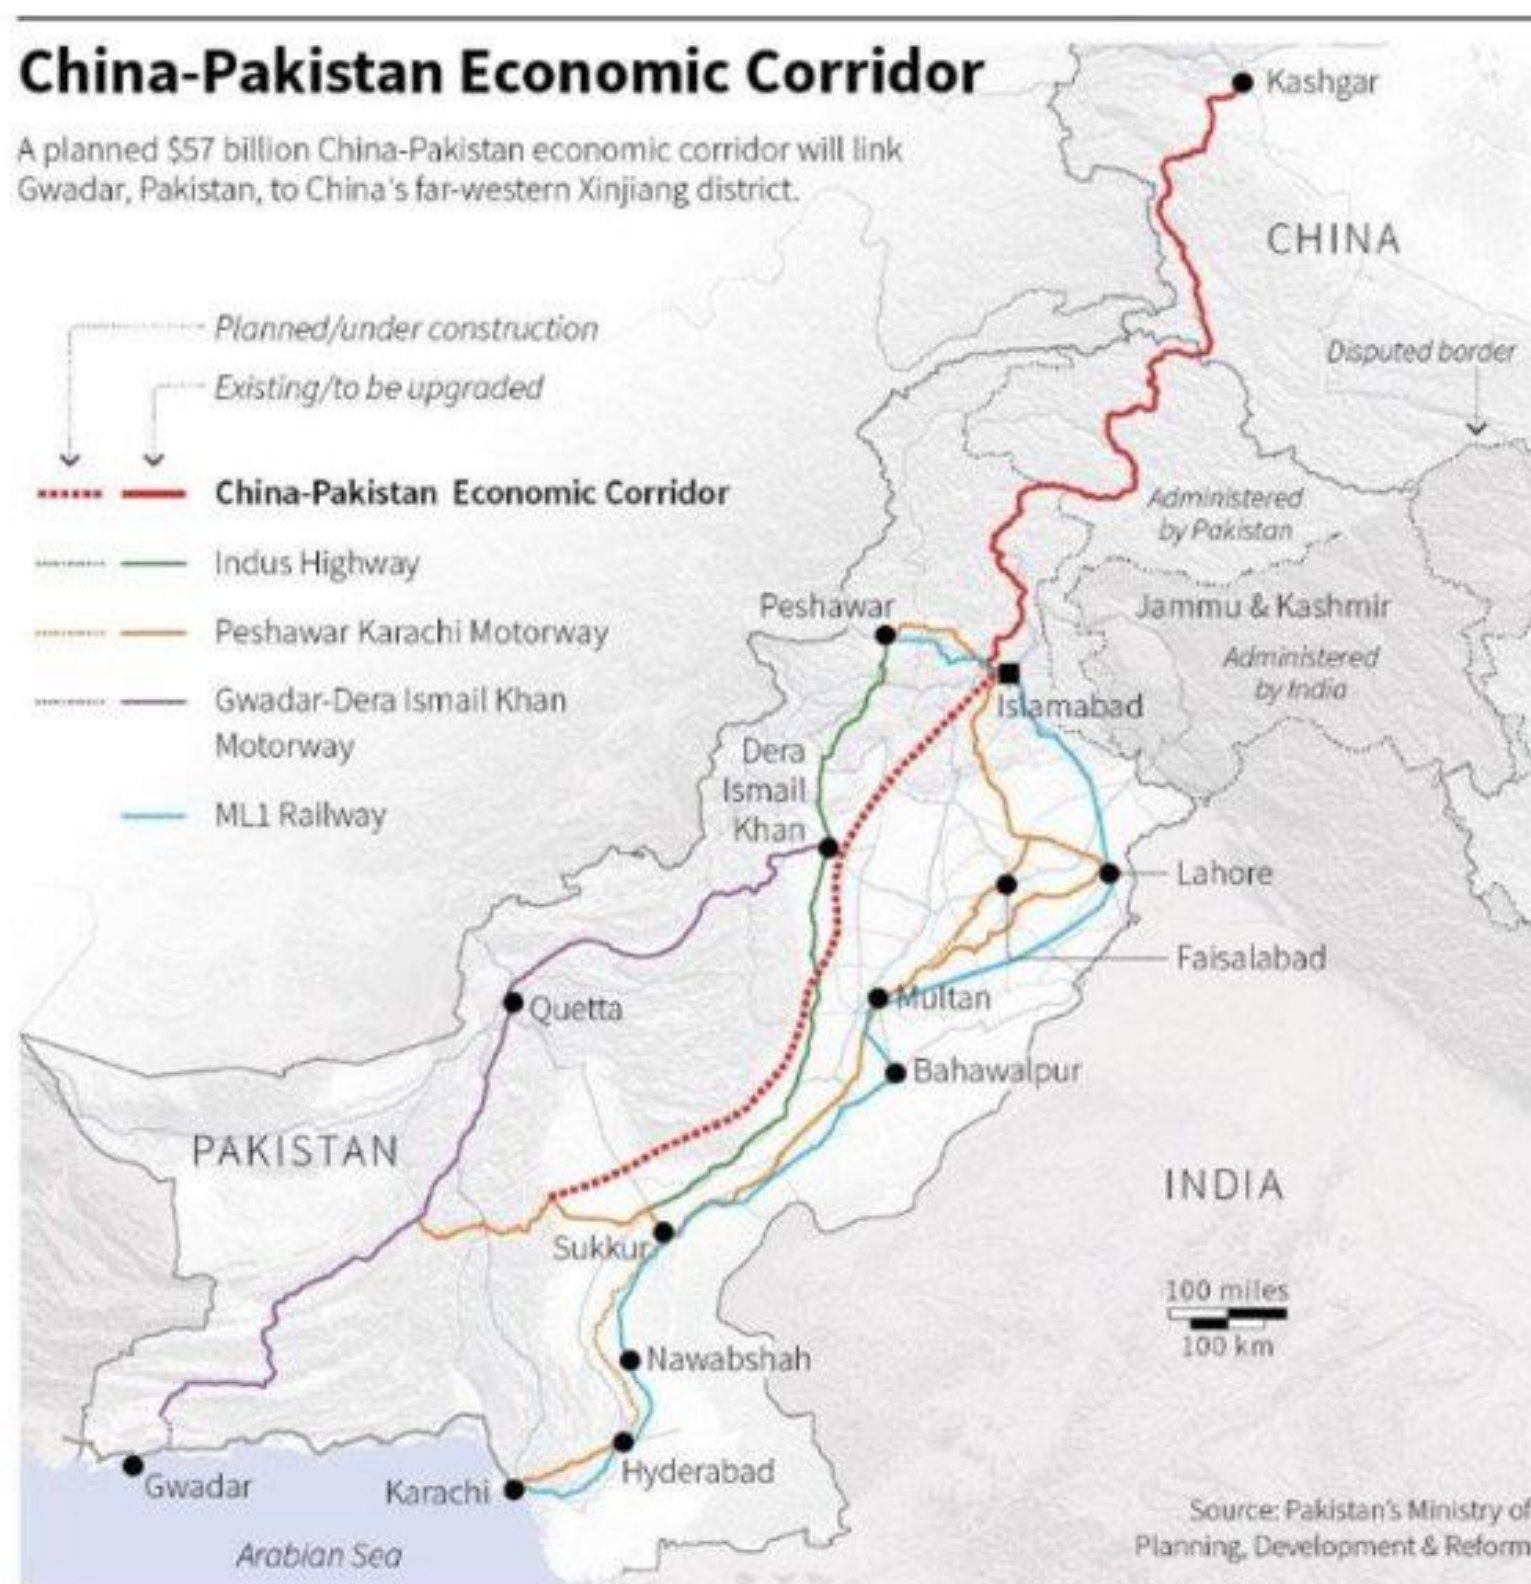 China-Pakistan Economic Corridor
A planned $57 billion China-Pakistan economic corridor will link
Gwadar, Pakistan, to China's far-western Xinjiang district.
Planned/under construction
Existing/to be upgraded
China-Pakistan Economic Corridor
Indus Highway
Peshawar Karachi Motorway
Gwadar-Dera Ismail Khan
Motorway
ML1 Railway
Kashgar
CHINA
Disputed border
Administered
by Pakistan
Jammu & Kashmir
Administered
by India
Peshawar
Islamabad
Dera
Ismail
Khan
Lahore
Faisalabad
Multan
Quetta
Bahawalpur
PAKISTAN
INDIA
Sukkur
100 miles
100 km
Nawabshah
Hyderabad
Gwadar
Karachi
Arabian Sea
Source: Pakistan's Ministry of
Planning, Development & Reform